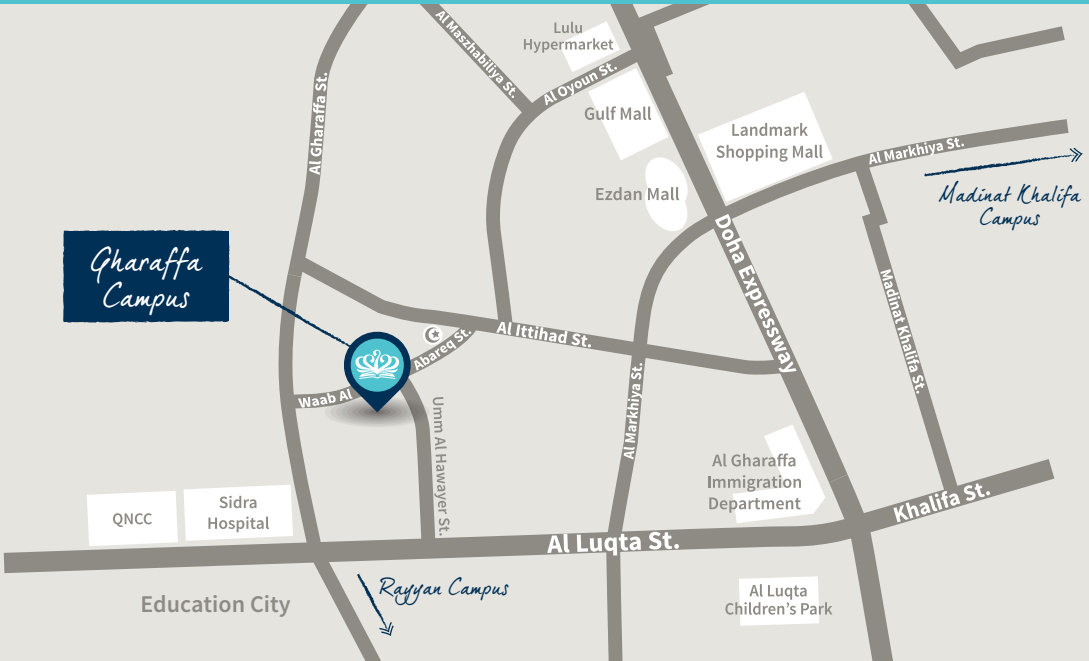 Lulu
Hypermarket
Al Maszhabiliya St.
Al Oyoun St.
Al Gharaffa St.
Gulf Mall
Landmark
Shopping Mall
Al Markhiya St.
Ezdan Mall
Madinat Khalifa
Campus
Gharaffa
Campus
Doha Expressway
Madinat Khalifa St.
Al Ittihad St.
Waab Al
Abareq St.
Al Markhiya St.
Umm Al Hawayer St.
Al Gharaffa
Immigration
Department
Khalifa St.
QNCC
Sidra
Hospital
Al Luqta St.
Rayyan Campus
Education City
Al Luqta
Children's Park